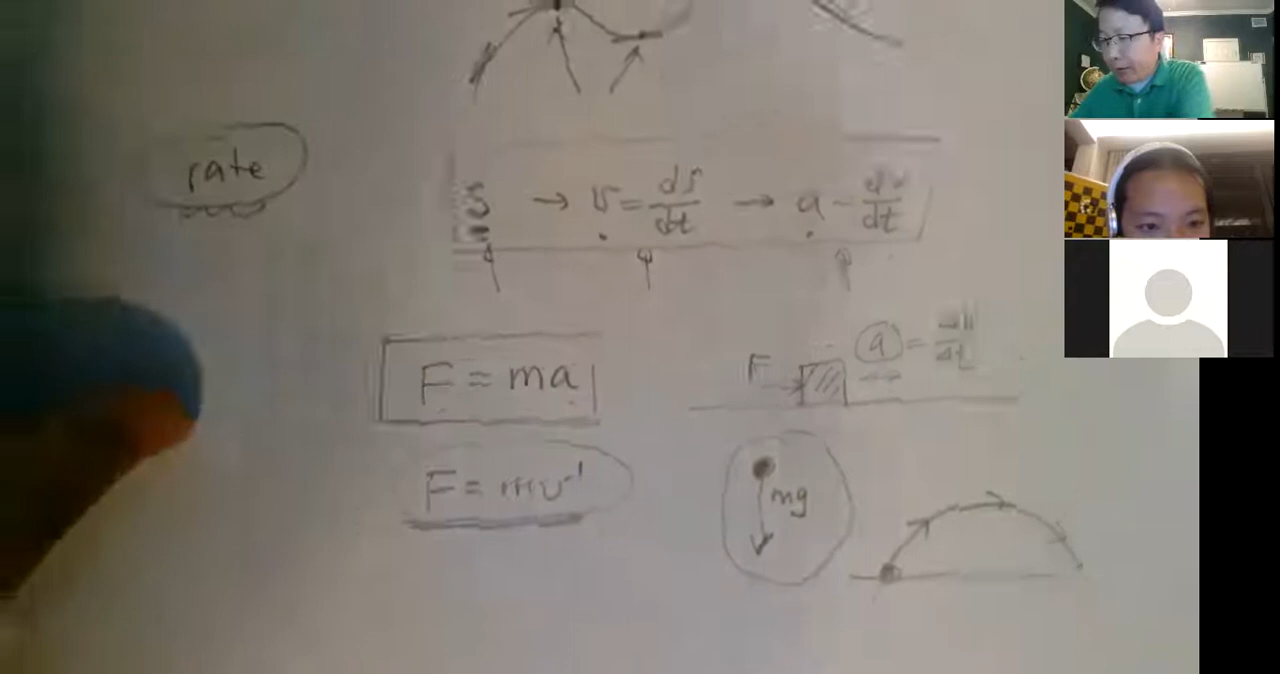 rate
S → v = ds/dt → a - dv/dt
F = ma
F
a =
F = mv'
mg